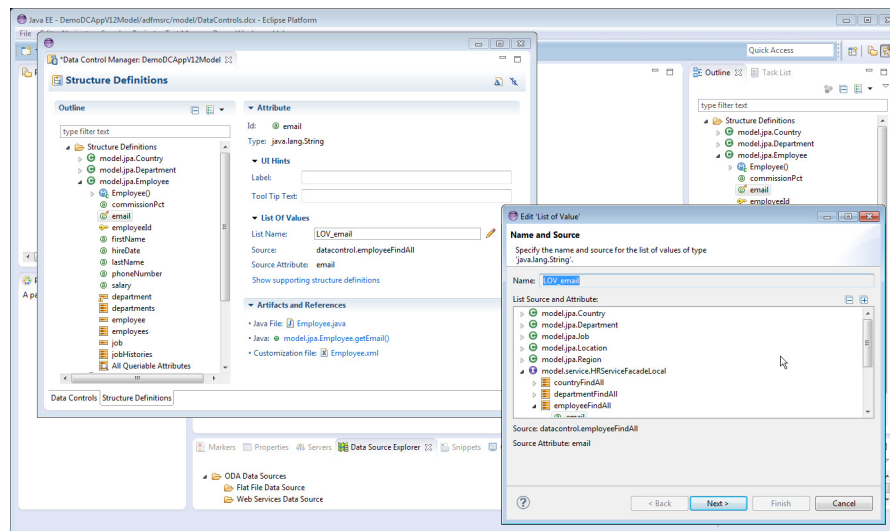 Java EE - DemoDCAppV12Model/adfmsrc/model/DataControls.dcx - Eclipse Platform
File
Quick Access
*Data Control Manager: DemoDCAppV12Model
Structure Definitions
Outline
type filter text
Structure Definitions
model.jpa.Country
model.jpa.Department
model.jpa.Employee
Employee()
commissionPct
email
employeeId
firstName
hireDate
lastName
phoneNumber
salary
department
departments
employee
employees
job
jobHistories
All Queriable Attributes
Data Controls
Structure Definitions
Attribute
Id: email
Type: java.lang.String
UI Hints
Label:
Tool Tip Text:
List Of Values
List Name: LOV_email
Source: datacontrol.employeeFindAll
Source Attribute: email
Show supporting structure definitions
Artifacts and References
Java File: Employee.java
Java: model.jpa.Employee.getEmail()
Customization file: Employee.xml
Outline
Task List
type filter text
Structure Definitions
model.jpa.Country
model.jpa.Department
model.jpa.Employee
Employee()
commissionPct
email
employeeId
Edit 'List of Value'
Name and Source
Specify the name and source for the list of values of type
'java.lang.String'.
Name: LOV_email
List Source and Attribute:
model.jpa.Country
model.jpa.Department
model.jpa.Job
model.jpa.Location
model.jpa.Region
model.service.HRServiceFacadeLocal
countryFindAll
departmentFindAll
employeeFindAll
email
Source: datacontrol.employeeFindAll
Source Attribute: email
< Back
Next >
Finish
Cancel
A pa
Markers
Properties
Servers
Data Source Explorer
Snippets
ODA Data Sources
Flat File Data Source
Web Services Data Source